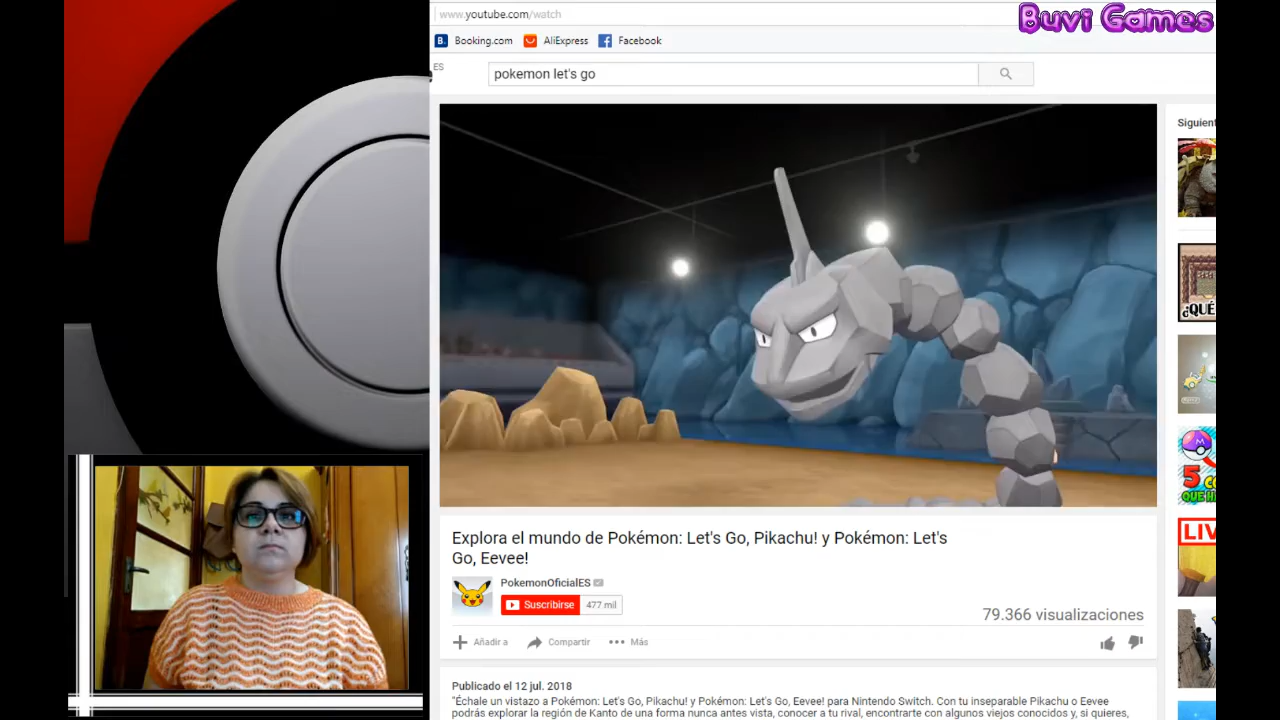 Buvi Games
www.youtube.com/watch
B. Booking.com AliExpress Facebook
ES
pokemon let's go
Siguient
¿QUÉ
5 CO
QUE H
LIV
Explora el mundo de Pokémon: Let's Go, Pikachu! y Pokémon: Let's
Go, Eevee!
PokemonOficialES
Suscribirse 477 mil
79.366 visualizaciones
Añadir a Compartir Más
Publicado el 12 jul. 2018
"Échale un vistazo a Pokémon: Let's Go, Pikachu! y Pokémon: Let's Go, Eevee! para Nintendo Switch. Con tu inseparable Pikachu o Eevee
podrás explorar la región de Kanto de una forma nunca antes vista, conocer a tu rival, encontrarte con algunos viejos conocidos y, si quieres,